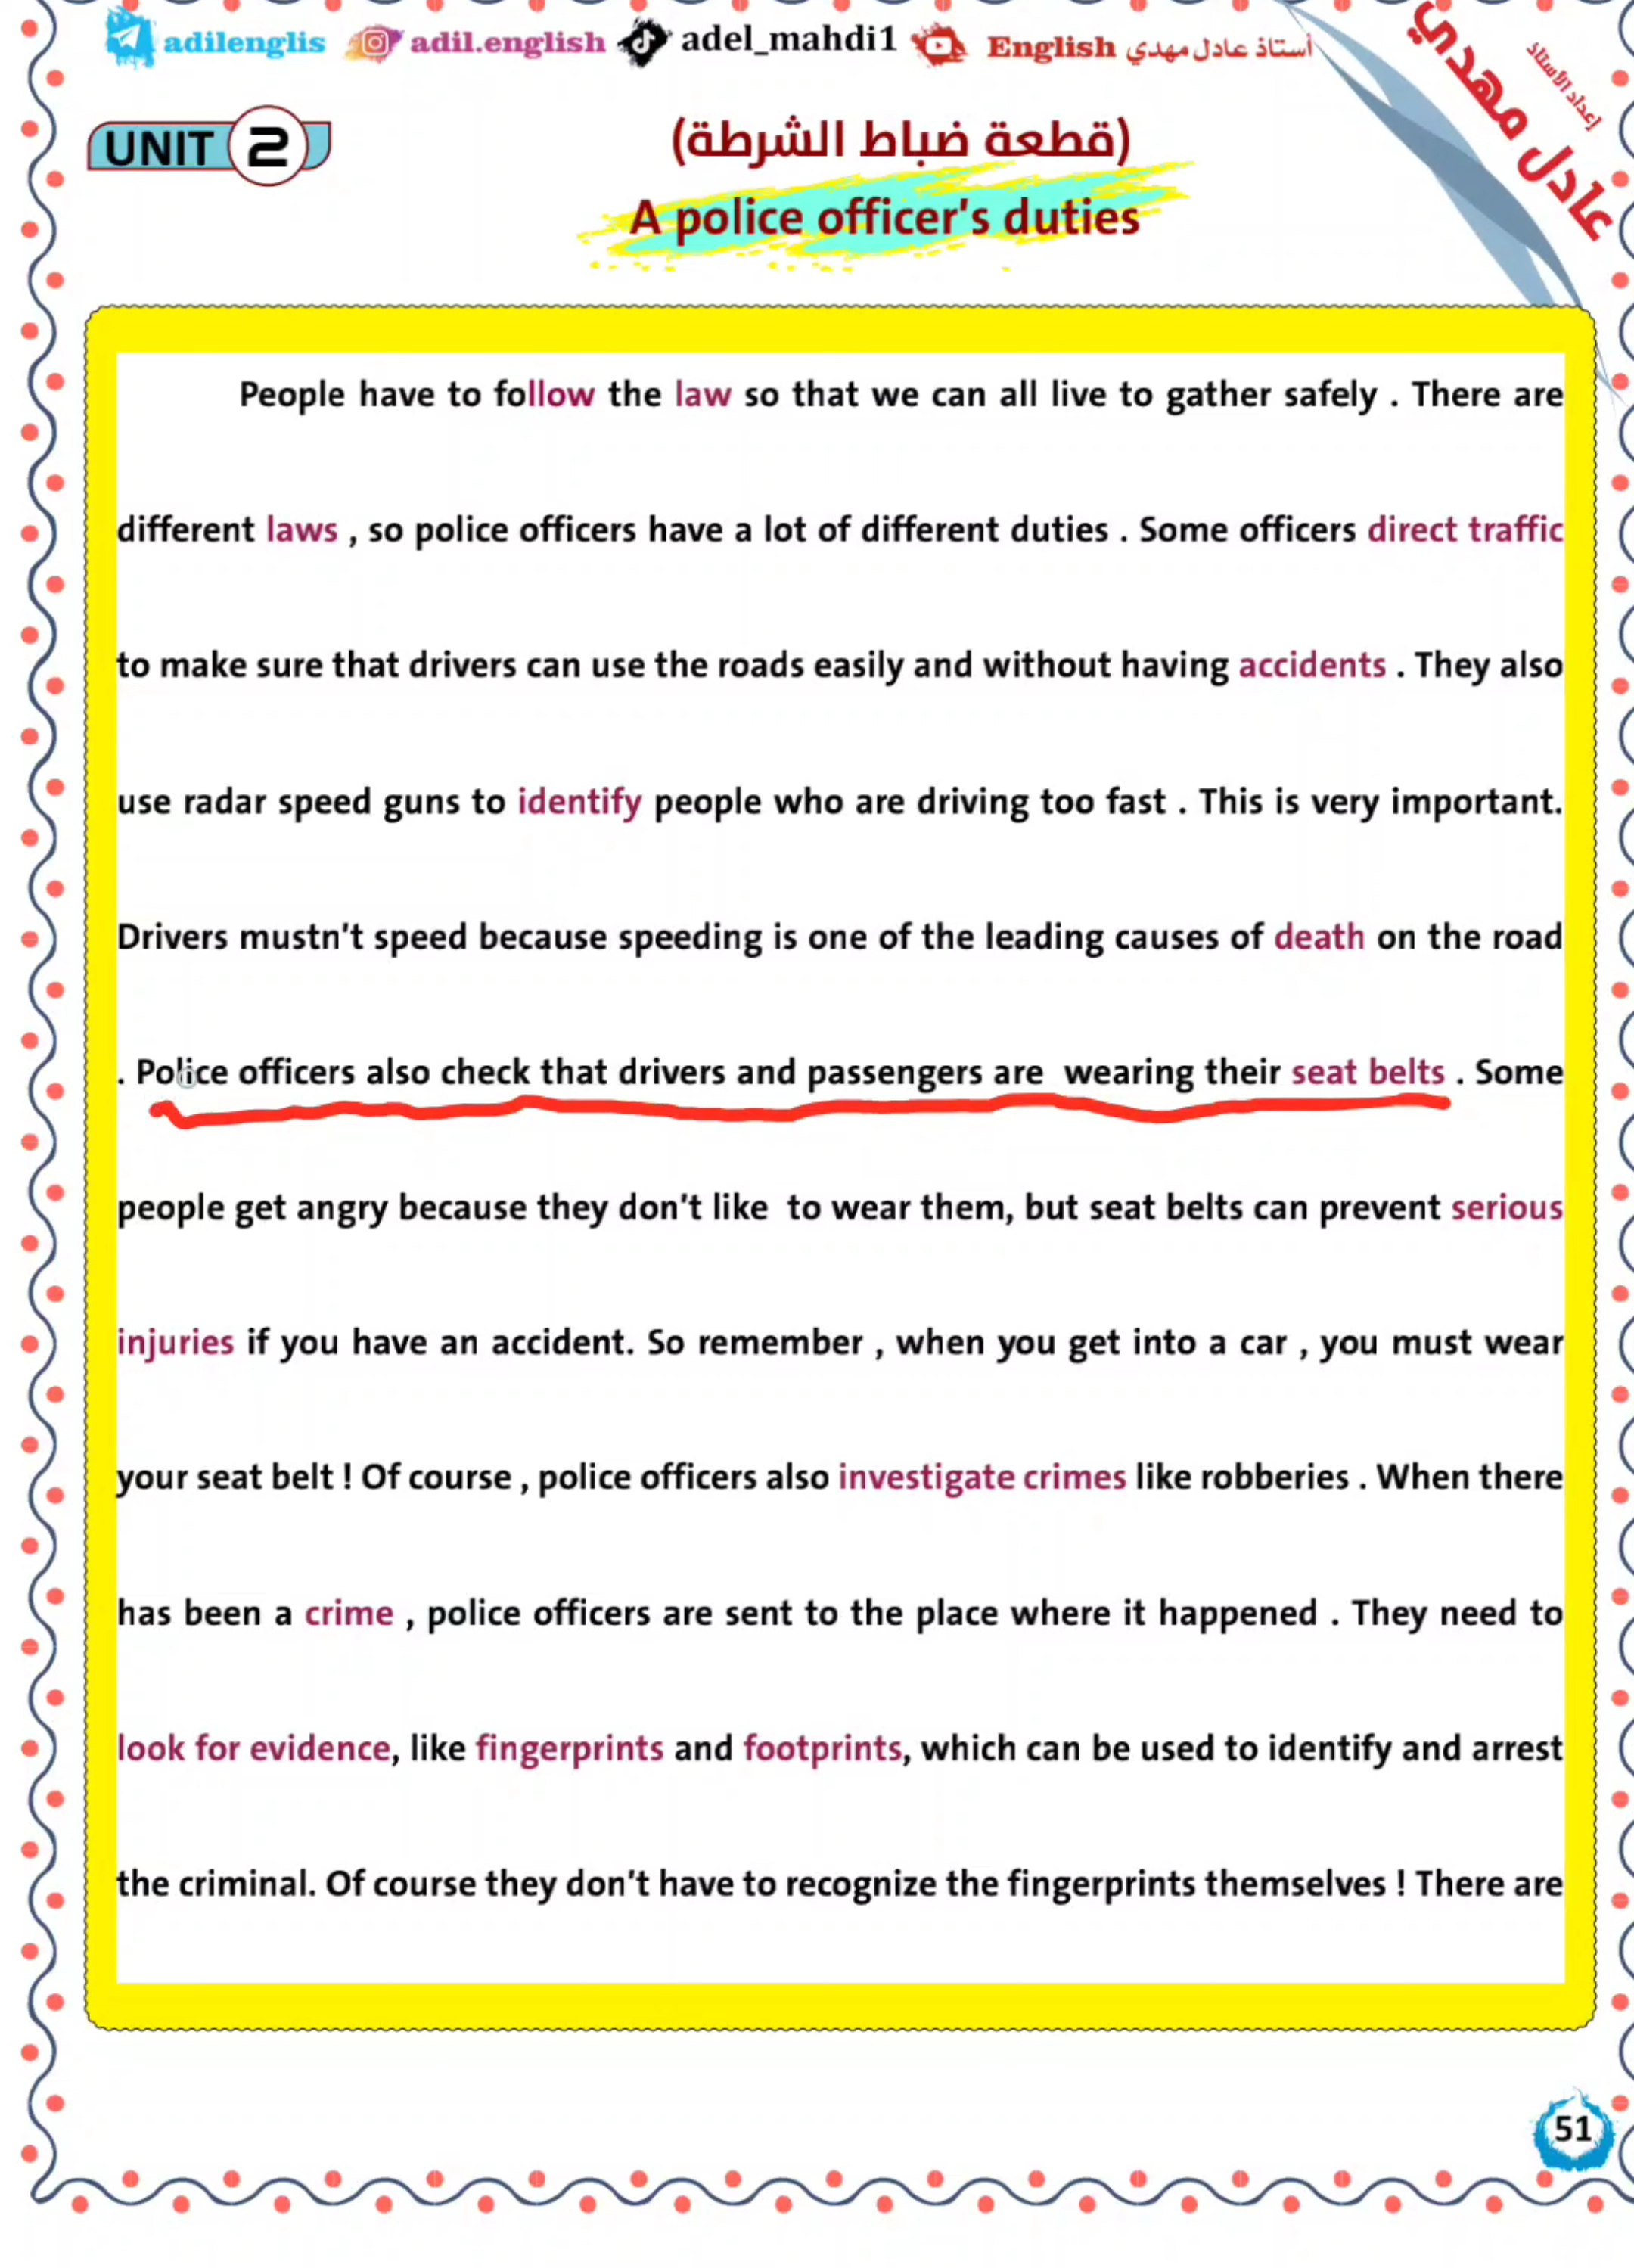 adilenglis adil.english adel_mahdi1 English أستاذ عادل مهدي
إعداد الأستاذ
عادل مهدي
UNIT 2
(قطعة ضباط الشرطة)
A police officer's duties
People have to follow the law so that we can all live to gather safely . There are
different laws , so police officers have a lot of different duties . Some officers direct traffic
to make sure that drivers can use the roads easily and without having accidents . They also
use radar speed guns to identify people who are driving too fast . This is very important.
Drivers mustn't speed because speeding is one of the leading causes of death on the road
. Police officers also check that drivers and passengers are wearing their seat belts . Some
people get angry because they don't like to wear them, but seat belts can prevent serious
injuries if you have an accident. So remember , when you get into a car , you must wear
your seat belt ! Of course , police officers also investigate crimes like robberies . When there
has been a crime , police officers are sent to the place where it happened . They need to
look for evidence, like fingerprints and footprints, which can be used to identify and arrest
the criminal. Of course they don't have to recognize the fingerprints themselves ! There are
51